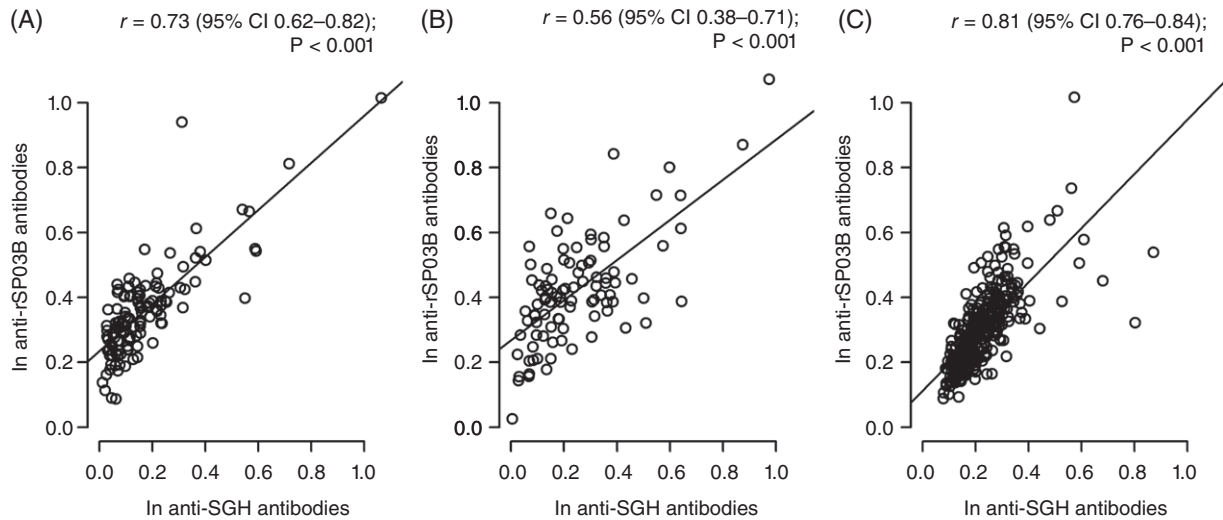 (A)
r = 0.73 (95% CI 0.62–0.82);
P < 0.001
ln anti-rSP03B antibodies
1.0
0.8
0.6
0.4
0.2
0.0
0.0 0.2 0.4 0.6 0.8 1.0
ln anti-SGH antibodies
(B)
r = 0.56 (95% CI 0.38–0.71);
P < 0.001
ln anti-rSP03B antibodies
1.0
0.8
0.6
0.4
0.2
0.0
0.0 0.2 0.4 0.6 0.8 1.0
ln anti-SGH antibodies
(C)
r = 0.81 (95% CI 0.76–0.84);
P < 0.001
ln anti-rSP03B antibodies
1.0
0.8
0.6
0.4
0.2
0.0
0.0 0.2 0.4 0.6 0.8 1.0
ln anti-SGH antibodies